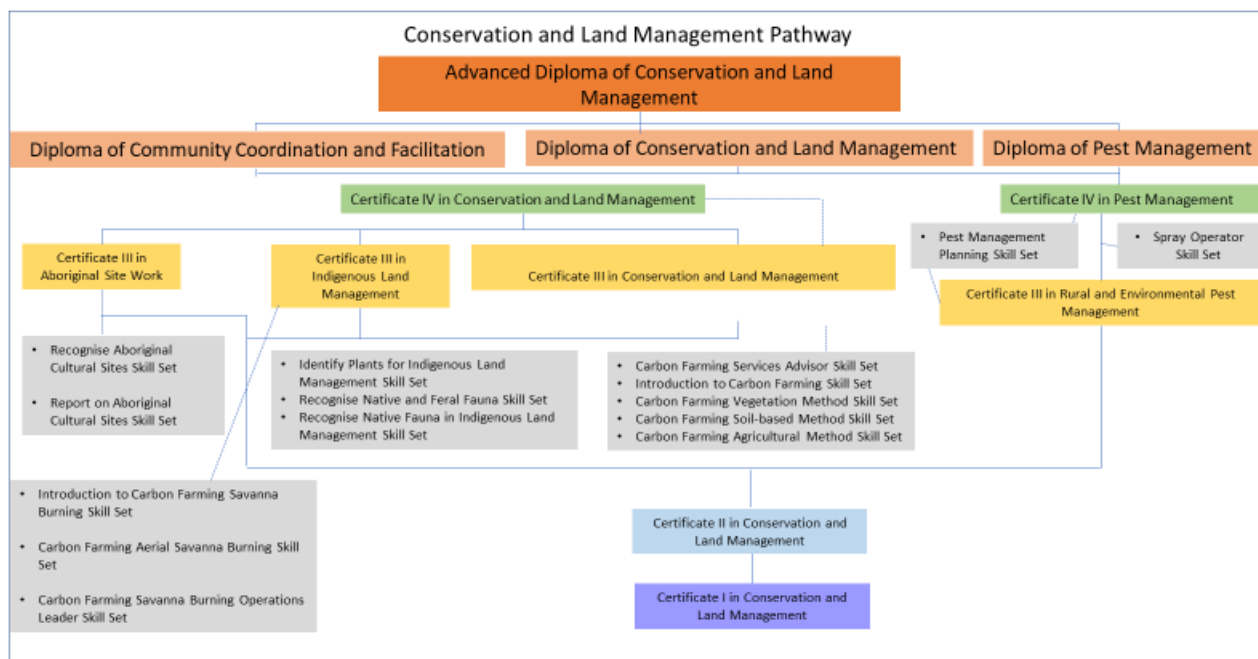 Conservation and Land Management Pathway
Advanced Diploma of Conservation and Land
Management
Diploma of Community Coordination and Facilitation
Diploma of Conservation and Land Management
Diploma of Pest Management
Certificate IV in Conservation and Land Management
Certificate IV in Pest Management
• Pest Management
Planning Skill Set
• Spray Operator
Skill Set
Certificate III in
Aboriginal Site Work
Certificate III in
Indigenous Land
Management
Certificate III in Conservation and Land Management
Certificate III in Rural and Environmental Pest
Management
• Recognise Aboriginal
Cultural Sites Skill Set
• Report on Aboriginal
Cultural Sites Skill Set
• Identify Plants for Indigenous Land
Management Skill Set
• Recognise Native and Feral Fauna Skill Set
• Recognise Native Fauna in Indigenous Land
Management Skill Set
• Carbon Farming Services Advisor Skill Set
• Introduction to Carbon Farming Skill Set
• Carbon Farming Vegetation Method Skill Set
• Carbon Farming Soil-based Method Skill Set
• Carbon Farming Agricultural Method Skill Set
• Introduction to Carbon Farming Savanna
Burning Skill Set
• Carbon Farming Aerial Savanna Burning Skill
Set
• Carbon Farming Savanna Burning Operations
Leader Skill Set
Certificate II in Conservation and
Land Management
Certificate I in Conservation and
Land Management